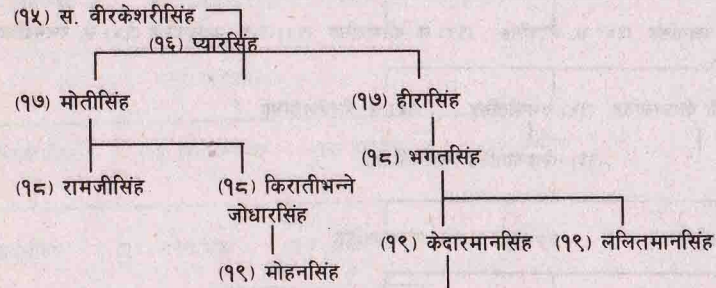 (१५) स. वीरकेशरीसिंह
(१६) प्यारसिंह
(१७) मोतीसिंह (१७) हीरासिंह
(१८) भगतसिंह
(१८) रामजीसिंह (१८) किरातीभन्ने
जोधारसिंह
(१९) केदारमानसिंह (१९) ललितमानसिंह
(१९) मोहनसिंह